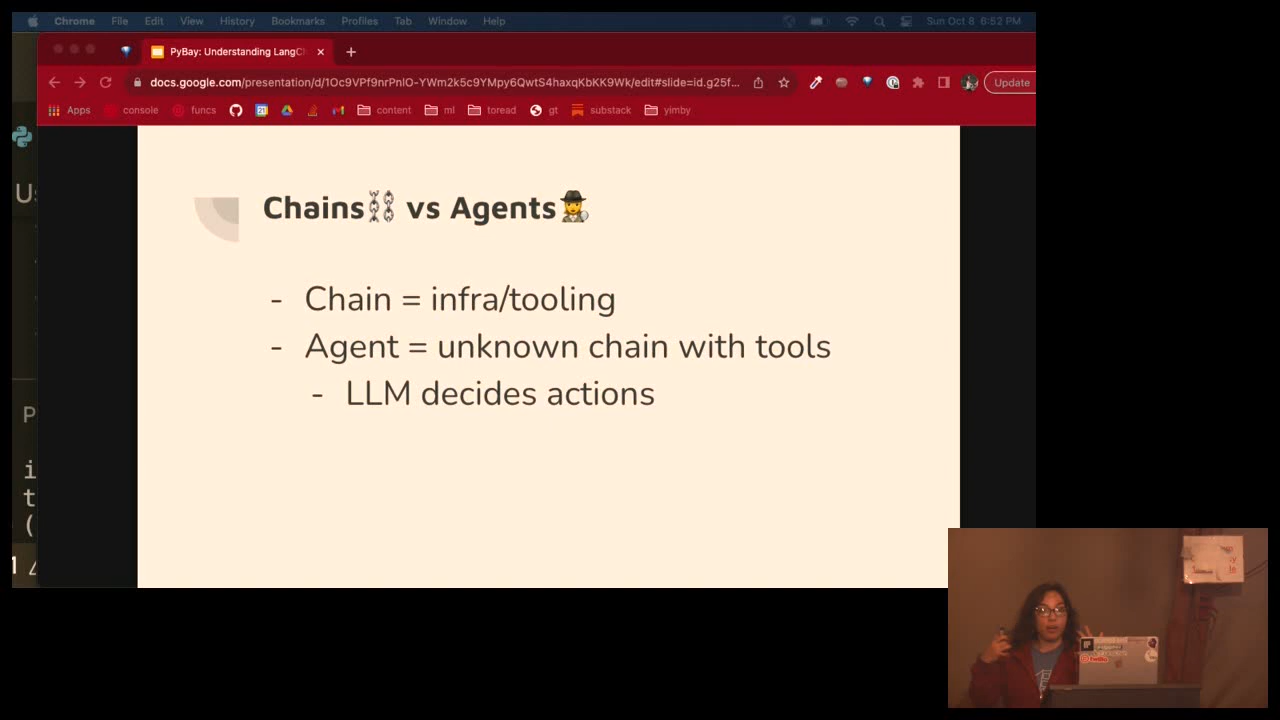 Chrome File Edit View History Bookmarks Profiles Tab Window Help Sun Oct 8 6:52 PM
PyBay: Understanding LangC
docs.google.com/presentation/d/1Oc9VPf9nrPnlO-YWm2k5c9YMpy6QwtS4haxqKbKK9Wk/edit#slide=id.g25f... Update
Apps console funcs content ml toread gt substack yimby
Chains vs Agents
- Chain = infra/tooling
- Agent = unknown chain with tools
- LLM decides actions
twilio